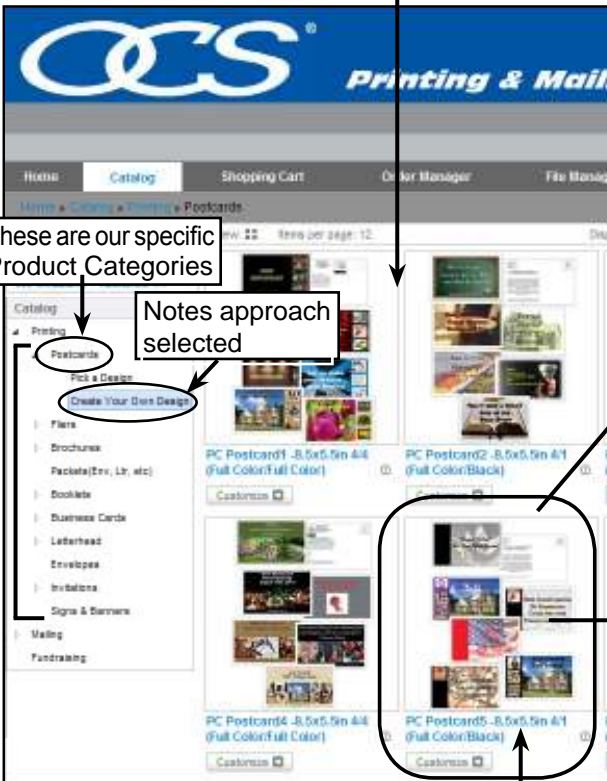 OCS®
Printing & Mail
Home Catalog Shopping Cart Order Manager File Manag
Home » Catalog » Printing » Postcards
hese are our specific
Product Categories
ew Items per page: 12
Catalog
Notes approach
selected
Printing
Postcards
Pick a Design
Create Your Own Design
Fliers
Brochures
Packets(Env, Ltr, etc)
Booklets
Business Cards
Letterhead
Envelopes
Invitations
Signs & Banners
Mailing
Fundraising
PC Postcard1 -8.5x5.5in 4/4
(Full Color/Full Color)
Customize
PC Postcard2 -8.5x5.5in 4/1
(Full Color/Black)
Customize
PC Postcard4 -8.5x5.5in 4/4
(Full Color/Full Color)
Customize
PC Postcard5 -8.5x5.5in 4/1
(Full Color/Black)
Customize